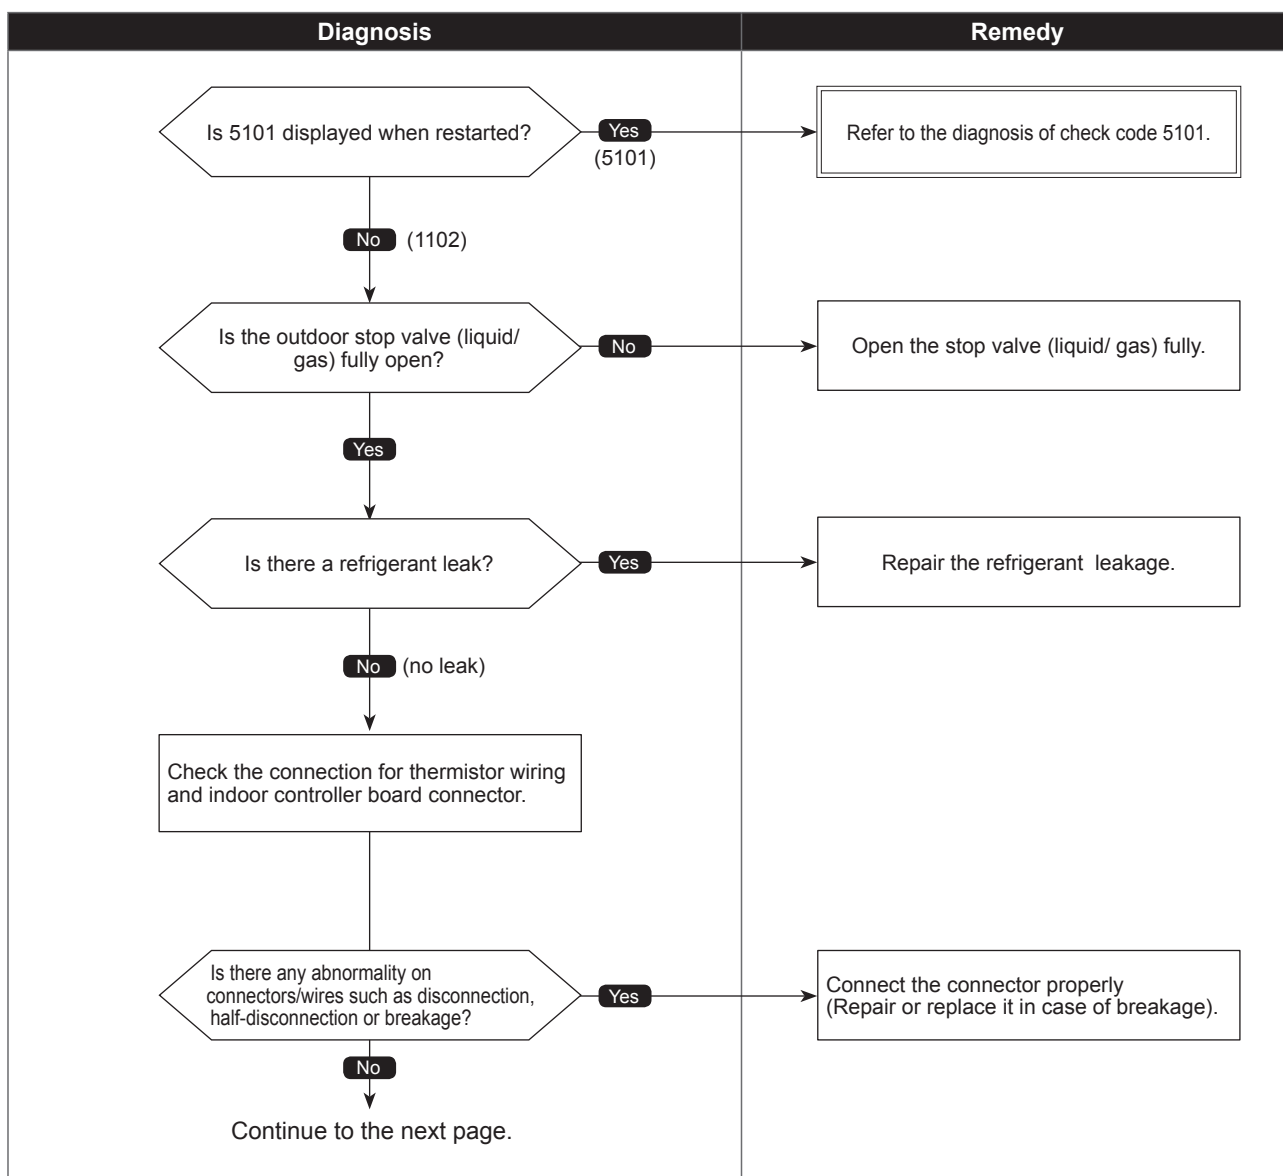 Diagnosis
Remedy
Is 5101 displayed when restarted?
Yes
(5101)
Refer to the diagnosis of check code 5101.
No (1102)
Is the outdoor stop valve (liquid/
gas) fully open?
No
Open the stop valve (liquid/ gas) fully.
Yes
Is there a refrigerant leak?
Yes
Repair the refrigerant leakage.
No (no leak)
Check the connection for thermistor wiring
and indoor controller board connector.
Is there any abnormality on
connectors/wires such as disconnection,
half-disconnection or breakage?
Yes
Connect the connector properly
(Repair or replace it in case of breakage).
No
Continue to the next page.